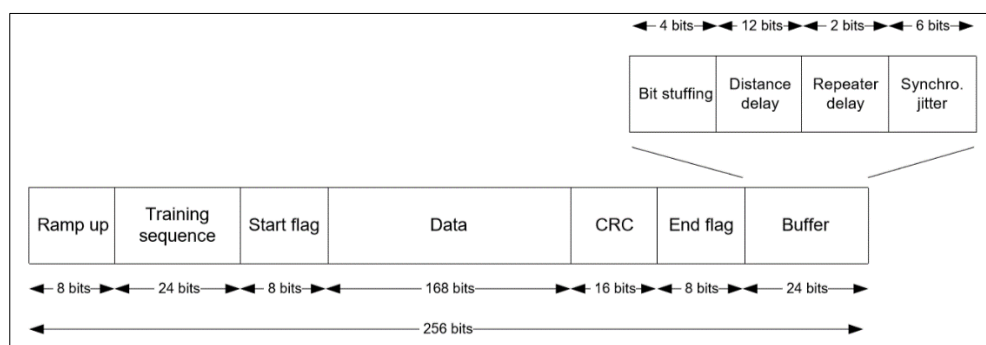 4 bits 12 bits 2 bits 6 bits
Bit stuffing
Distance
delay
Repeater
delay
Synchro.
jitter
Ramp up
Training
sequence
Start flag
Data
CRC
End flag
Buffer
8 bits 24 bits 8 bits 168 bits 16 bits 8 bits 24 bits
256 bits